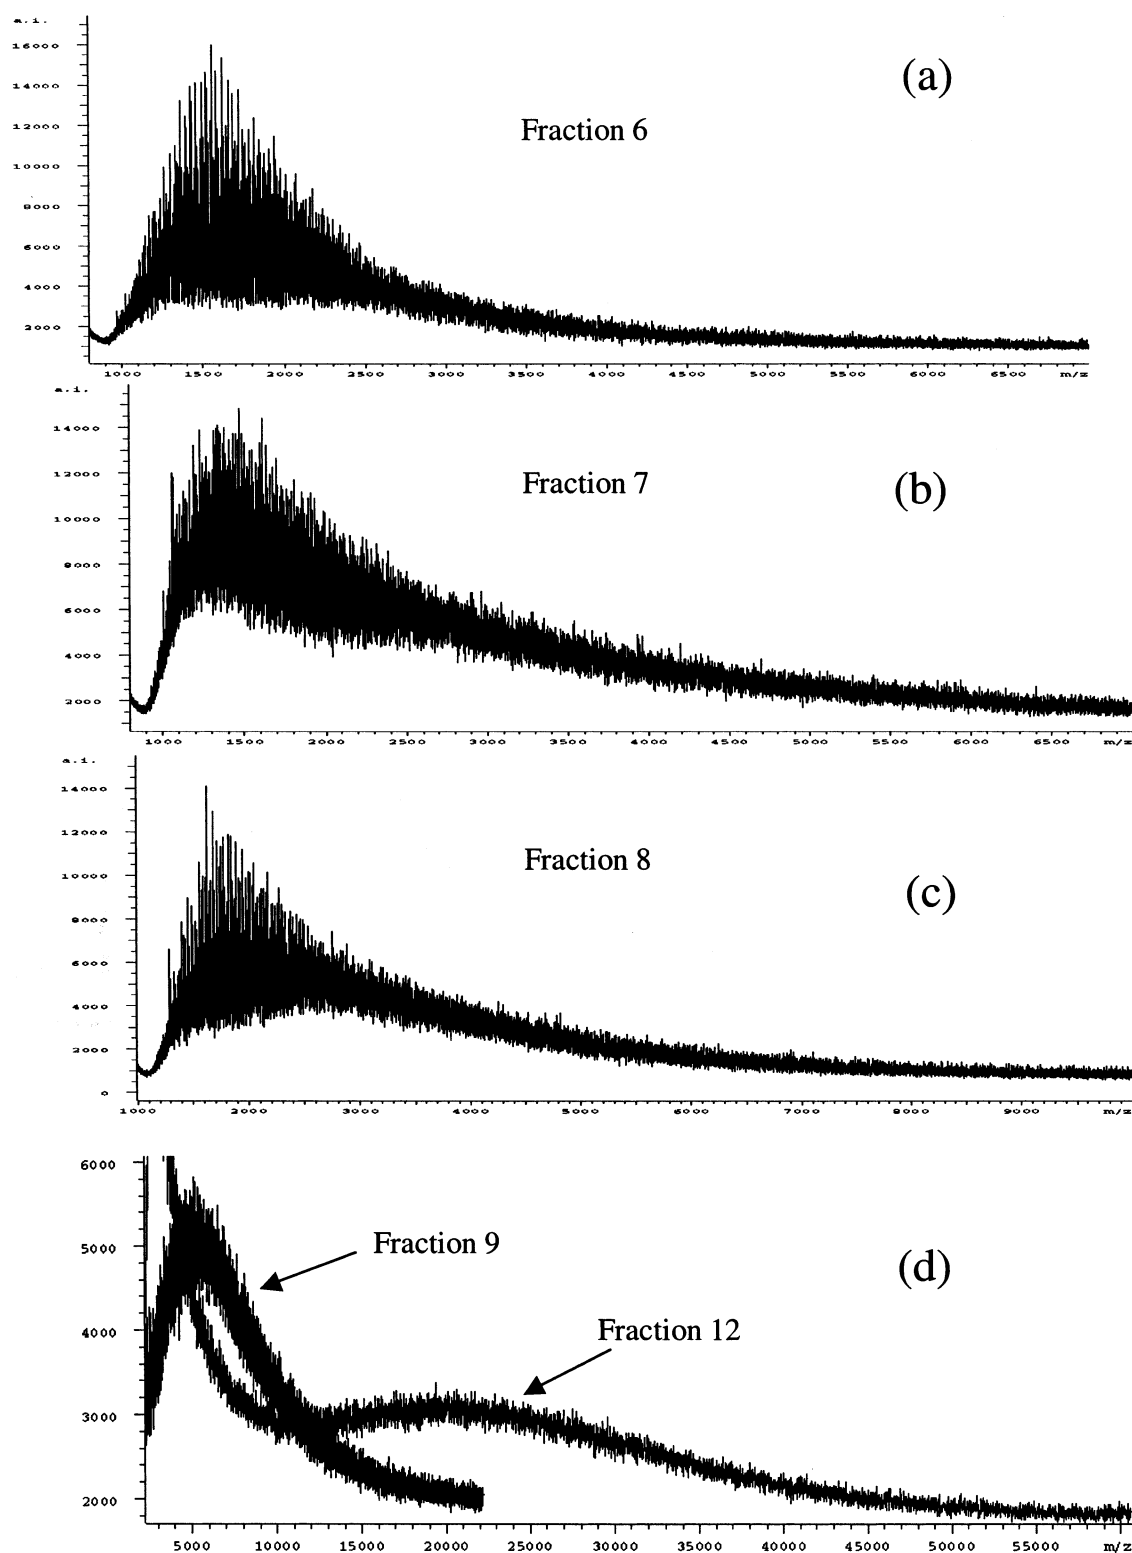 a.i.
(a)
Fraction 6
16000
14000
12000
10000
8000
6000
4000
2000
1000 1500 2000 2500 3000 3500 4000 4500 5000 5500 6000 6500 m/z
a.i.
Fraction 7
(b)
14000
12000
10000
8000
6000
4000
2000
1000 1500 2000 2500 3000 3500 4000 4500 5000 5500 6000 6500 m/z
a.i.
Fraction 8
(c)
14000
12000
10000
8000
6000
4000
2000
0
1000 2000 3000 4000 5000 6000 7000 8000 9000 m/z
6000
5000
4000
3000
2000
Fraction 9
(d)
Fraction 12
5000 10000 15000 20000 25000 30000 35000 40000 45000 50000 55000 m/z